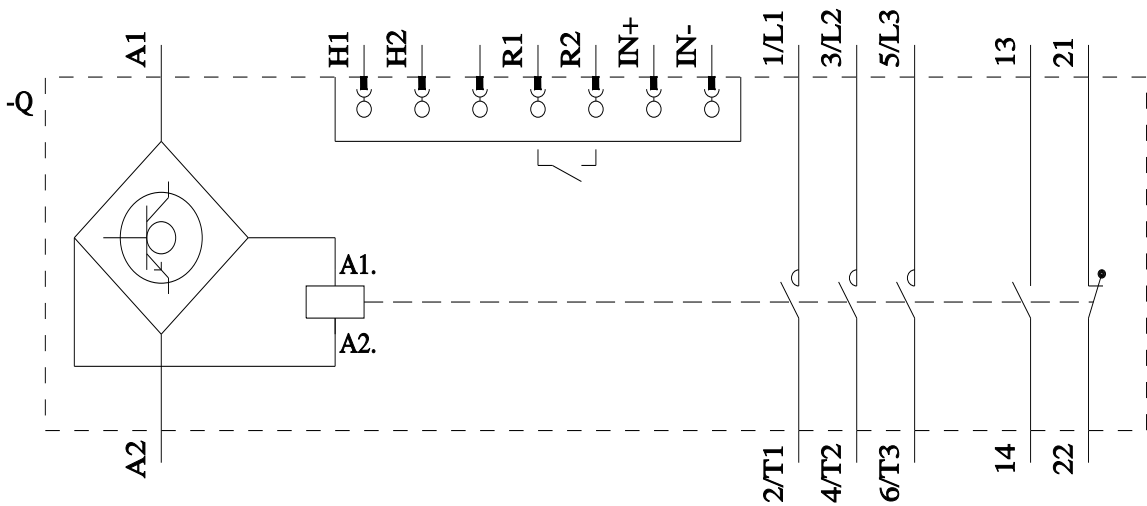 A1
H1
H2
R1
R2
IN+
IN-
1/L1
3/L2
5/L3
13
21
-Q
A1.
A2.
A2
2/T1
4/T2
6/T3
14
22